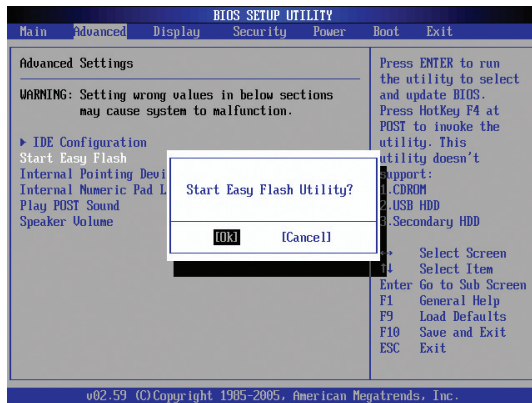 BIOS SETUP UTILITY
Main Advanced Display Security Power Boot Exit
Advanced Settings
WARNING: Setting wrong values in below sections
may cause system to malfunction.
▶ IDE Configuration
Start Easy Flash
Internal Pointing Devi
Internal Numeric Pad L
Play POST Sound
Speaker Volume
Start Easy Flash Utility?
[Ok] [Cancel]
Press ENTER to run
the utility to select
and update BIOS.
Press HotKey F4 at
POST to invoke the
utility. This
utility doesn't
support:
1.CDROM
2.USB HDD
3.Secondary HDD
↔ Select Screen
↑↓ Select Item
Enter Go to Sub Screen
F1 General Help
F9 Load Defaults
F10 Save and Exit
ESC Exit
v02.59 (C)Copyright 1985-2005, American Megatrends, Inc.